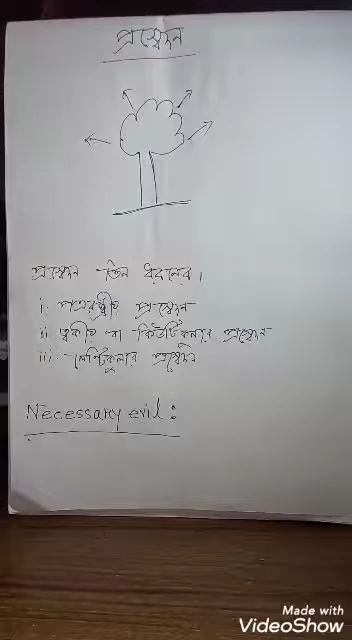 প্রস্বেদন
প্রস্বেদন তিন ধরনের।
i. পত্ররন্ধ্রীয় প্রস্বেদন
ii ত্বকীয় বা কিউটিকুলার প্রস্বেদন
iii লেন্টিকুলার প্রস্বেদন
Necessary evil:
Made with
VideoShow